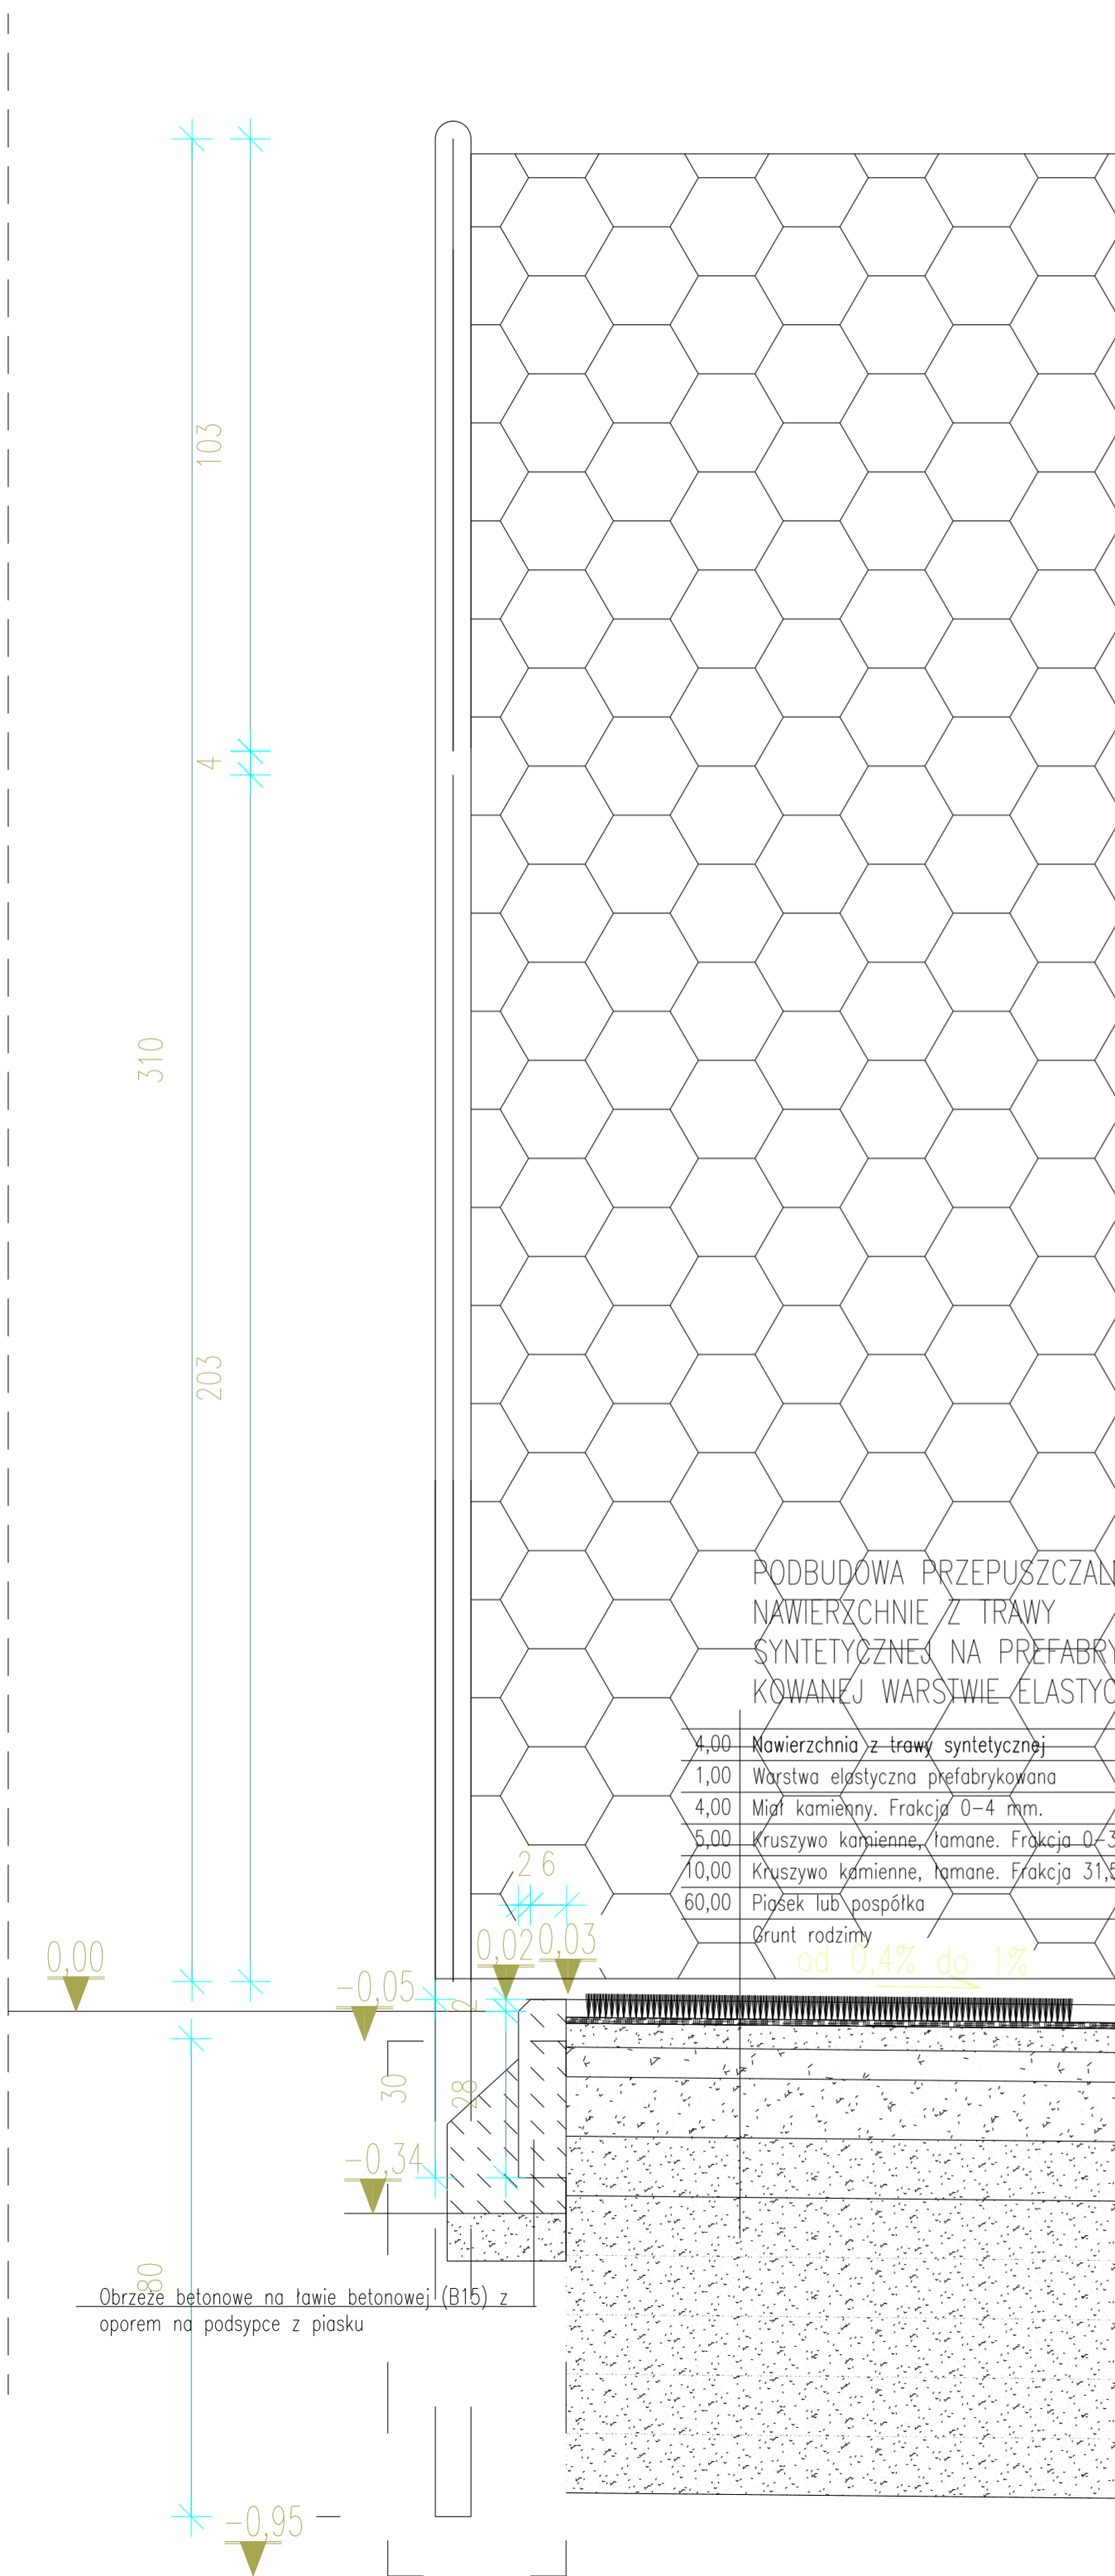 103
4
310
203
PODBUDOWA PRZEPUSZCZALN
NAWIERZCHNIE Z TRAWY
SYNTETYCZNEJ NA PREFABRY
KOWANEJ WARSTWIE ELASTYC
4,00 Nawierzchnia z trawy syntetycznej
1,00 Warstwa elastyczna prefabrykowana
4,00 Miał kamienny. Frakcja 0-4 mm.
5,00 Kruszywo kamienne, łamane. Frakcja 0-3
10,00 Kruszywo kamienne, łamane. Frakcja 31,5
60,00 Piasek lub pospółka
Grunt rodzimy
2 6
0,00
0,02
0,03
od 0,4% do 1%
-0,05
2
30
28
-0,34
80
Obrzeże betonowe na ławie betonowej (B15) z
oporem na podsypce z piasku
-0,95